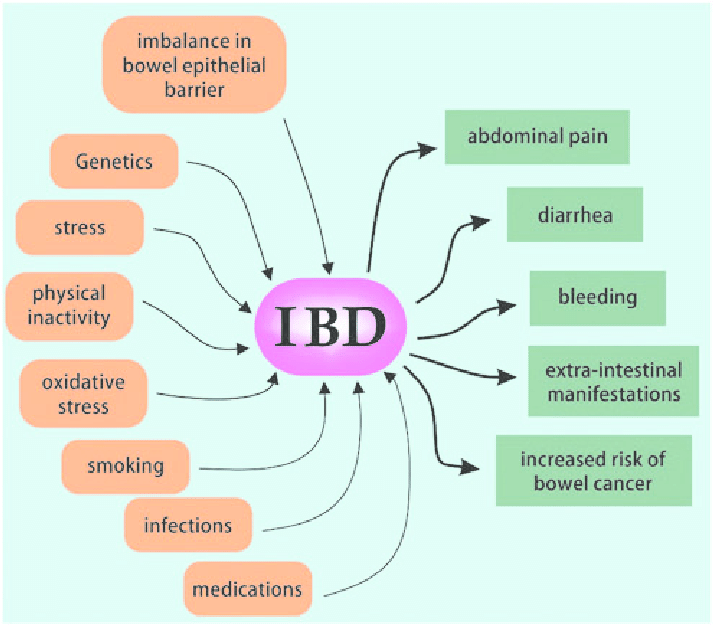 imbalance in
bowel epithelial
barrier
Genetics
stress
physical
inactivity
oxidative
stress
smoking
infections
medications
IBD
abdominal pain
diarrhea
bleeding
extra-intestinal
manifestations
increased risk of
bowel cancer